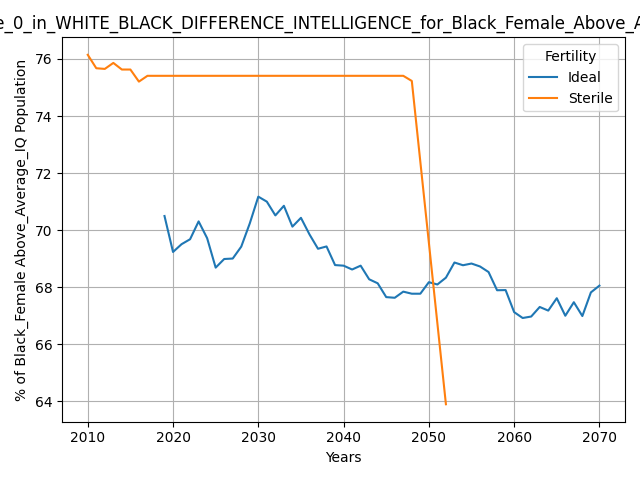 e_0_in_WHITE_BLACK_DIFFERENCE_INTELLIGENCE_for_Black_Female_Above_A
% of Black_Female Above_Average_IQ Population
76
74
72
70
68
66
64
Fertility
Ideal
Sterile
2010 2020 2030 2040 2050 2060 2070
Years